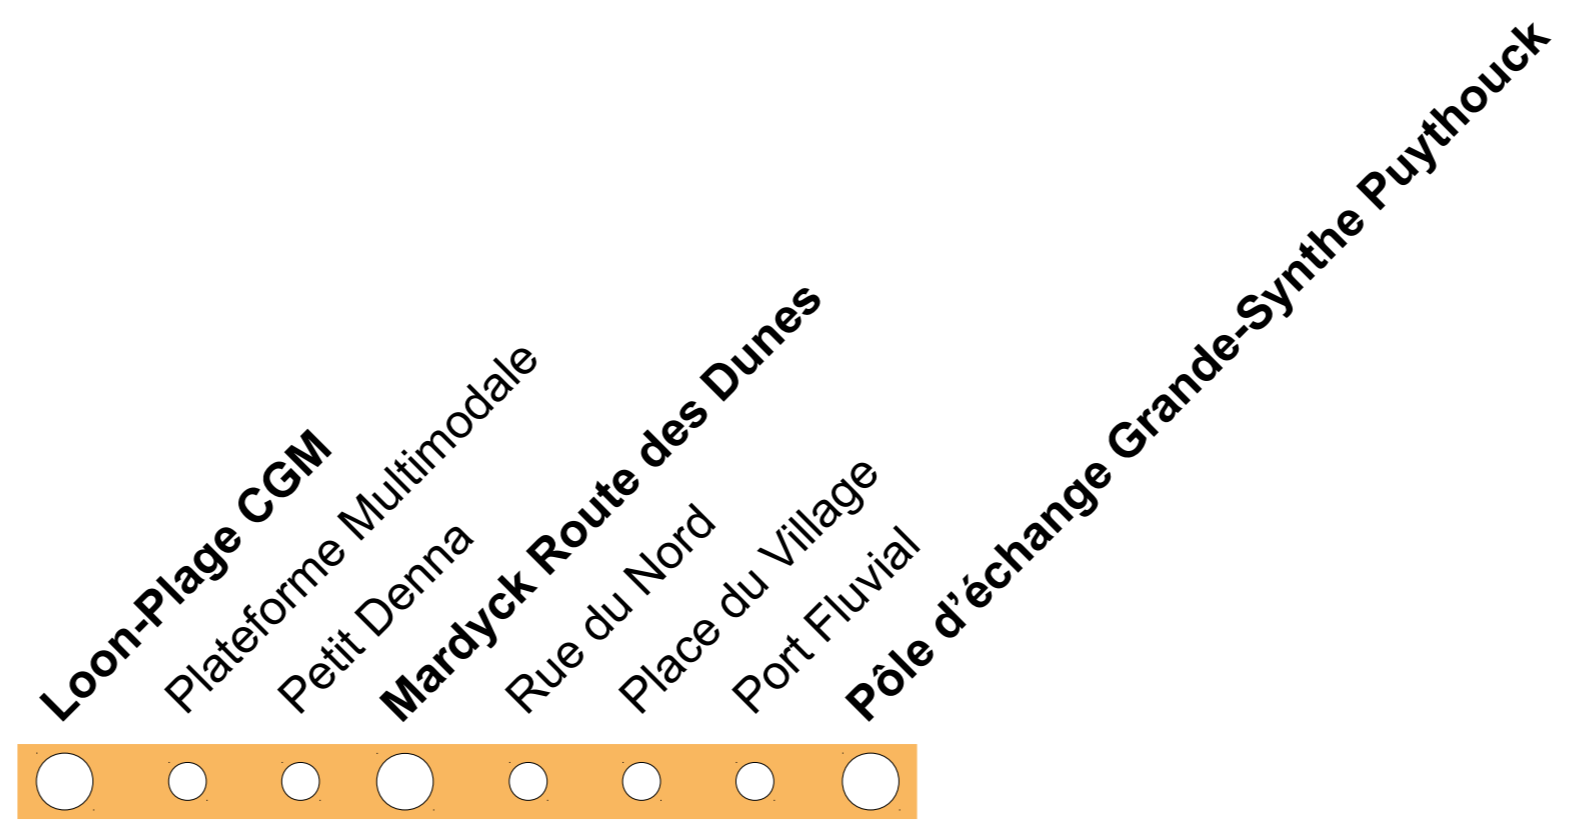 Loon-Plage CGM
Plateforme Multimodale
Petit Denna
Mardyck Route des Dunes
Rue du Nord
Place du Village
Port Fluvial
Pôle d’échange Grande-Synthe Puythouck